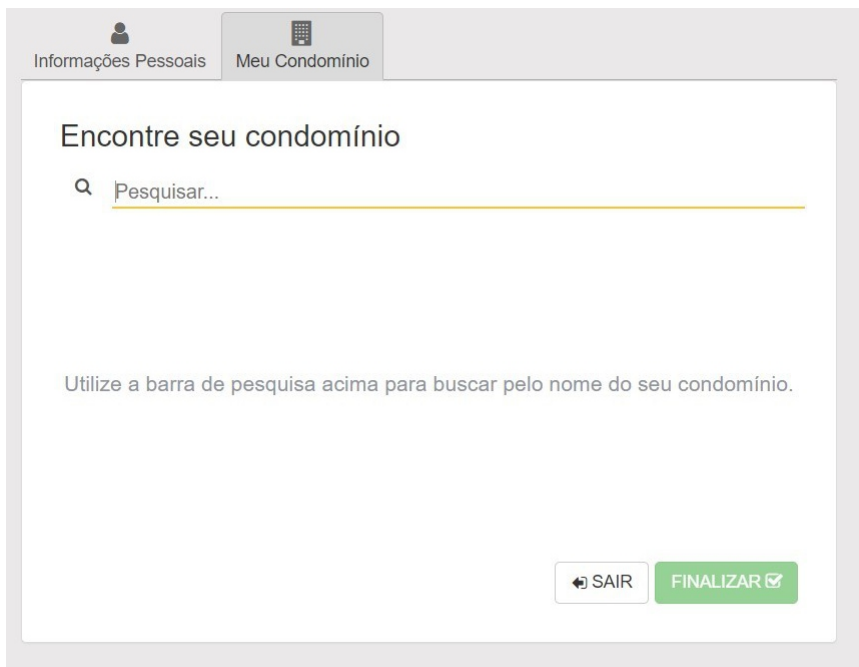 Informações Pessoais
Meu Condomínio
Encontre seu condomínio
Pesquisar...
Utilize a barra de pesquisa acima para buscar pelo nome do seu condomínio.
SAIR
FINALIZAR